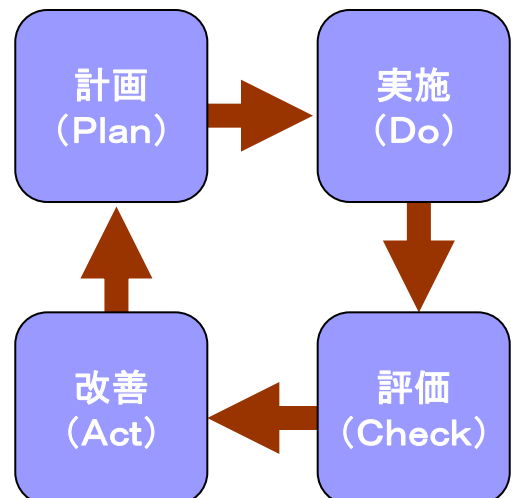 計画
（Plan）
実施
（Do）
改善
（Act）
評価
（Check）